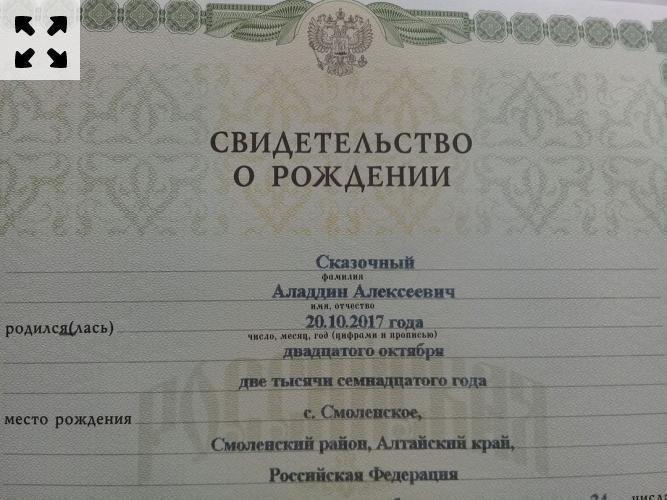 СВИДЕТЕЛЬСТВО
О РОЖДЕНИИ
Сказочный
фамилия
Аладдин Алексеевич
имя, отчество
родился(лась) 20.10.2017 года
число, месяц, год (цифрами и прописью)
двадцатого октября
две тысячи семнадцатого года
место рождения с. Смоленское,
Смоленский район, Алтайский край,
Российская Федерация